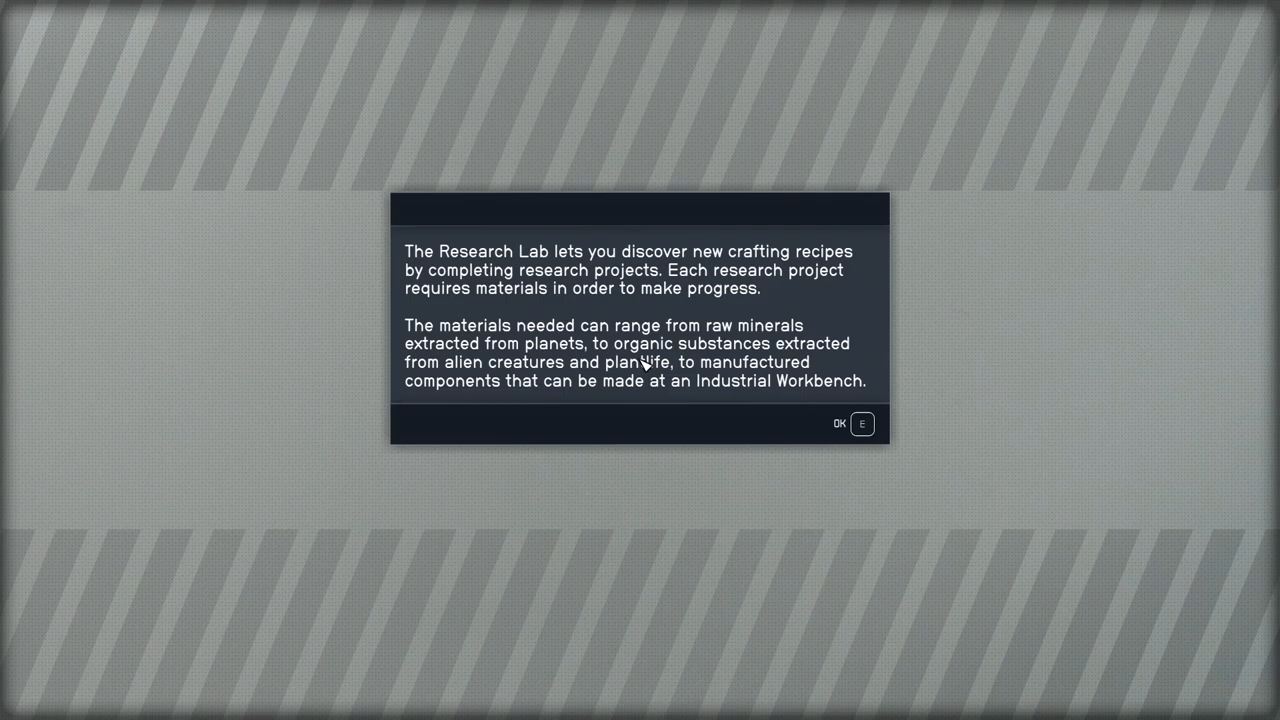 The Research Lab lets you discover new crafting recipes
by completing research projects. Each research project
requires materials in order to make progress.
The materials needed can range from raw minerals
extracted from planets, to organic substances extracted
from alien creatures and plantlife, to manufactured
components that can be made at an Industrial Workbench.
OK E